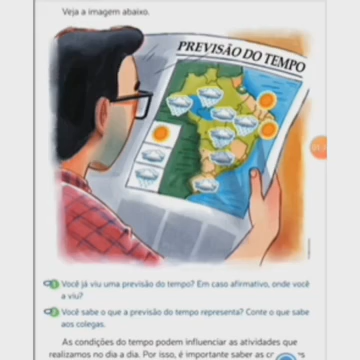 Veja a imagem abaixo.
PREVISÃO DO TEMPO
1 Você já viu uma previsão do tempo? Em caso afirmativo, onde você
a viu?
2 Você sabe o que a previsão do tempo representa? Conte o que sabe
aos colegas.
As condições do tempo podem influenciar as atividades que
realizamos no dia a dia. Por isso, é importante saber as